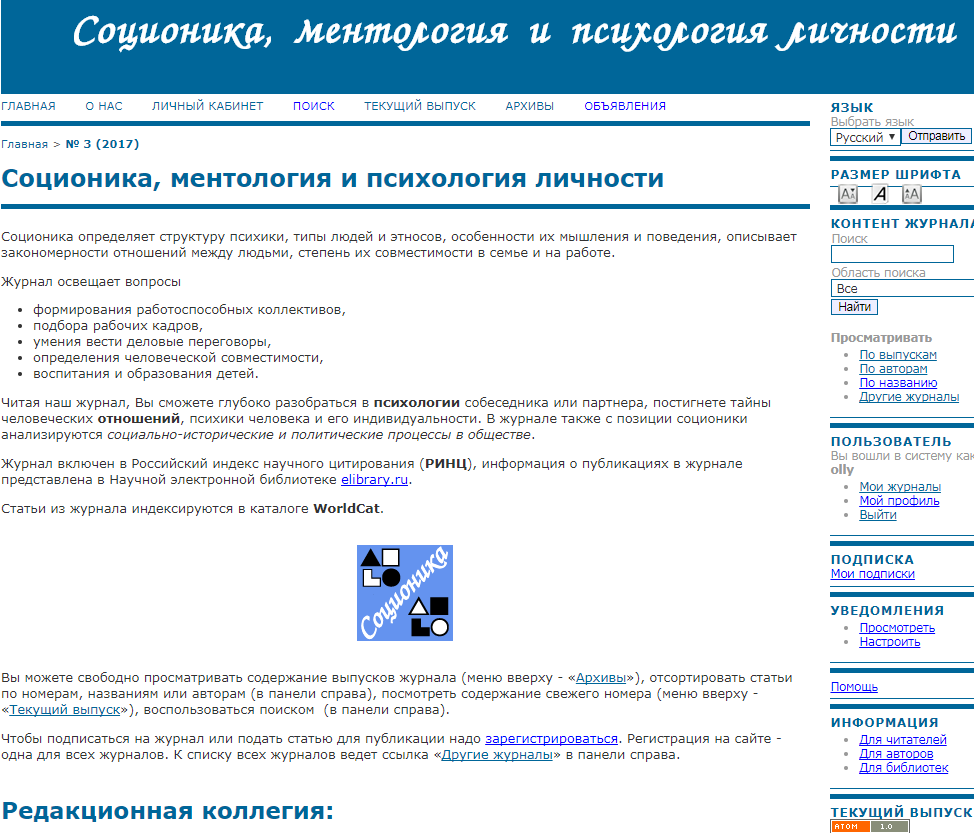 Соционика, ментология и психология личности
ГЛАВНАЯ О НАС ЛИЧНЫЙ КАБИНЕТ ПОИСК ТЕКУЩИЙ ВЫПУСК АРХИВЫ ОБЪЯВЛЕНИЯ
Главная > № 3 (2017)
Соционика, ментология и психология личности
Соционика определяет структуру психики, типы людей и этносов, особенности их мышления и поведения, описывает
закономерности отношений между людьми, степень их совместимости в семье и на работе.
Журнал освещает вопросы
• формирования работоспособных коллективов,
• подбора рабочих кадров,
• умения вести деловые переговоры,
• определения человеческой совместимости,
• воспитания и образования детей.
Читая наш журнал, Вы сможете глубоко разобраться в психологии собеседника или партнера, постигнете тайны
человеческих отношений, психики человека и его индивидуальности. В журнале также с позиции соционики
анализируются социально-исторические и политические процессы в обществе.
Журнал включен в Российский индекс научного цитирования (РИНЦ), информация о публикациях в журнале
представлена в Научной электронной библиотеке elibrary.ru.
Статьи из журнала индексируются в каталоге WorldCat.
Соционика
Вы можете свободно просматривать содержание выпусков журнала (меню вверху - «Архивы»), отсортировать статьи
по номерам, названиям или авторам (в панели справа), посмотреть содержание свежего номера (меню вверху -
«Текущий выпуск»), воспользоваться поиском (в панели справа).
Чтобы подписаться на журнал или подать статью для публикации надо зарегистрироваться. Регистрация на сайте -
одна для всех журналов. К списку всех журналов ведет ссылка «Другие журналы» в панели справа.
Редакционная коллегия:
ЯЗЫК
Выбрать язык
Русский Отправить
РАЗМЕР ШРИФТА
A A A
КОНТЕНТ ЖУРНАЛА
Поиск
Область поиска
Все
Найти
Просматривать
• По выпускам
• По авторам
• По названию
• Другие журналы
ПОЛЬЗОВАТЕЛЬ
Вы вошли в систему как
olly
• Мои журналы
• Мой профиль
• Выйти
ПОДПИСКА
Мои подписки
УВЕДОМЛЕНИЯ
• Просмотреть
• Настроить
Помощь
ИНФОРМАЦИЯ
• Для читателей
• Для авторов
• Для библиотек
ТЕКУЩИЙ ВЫПУСК
ATOM 1.0